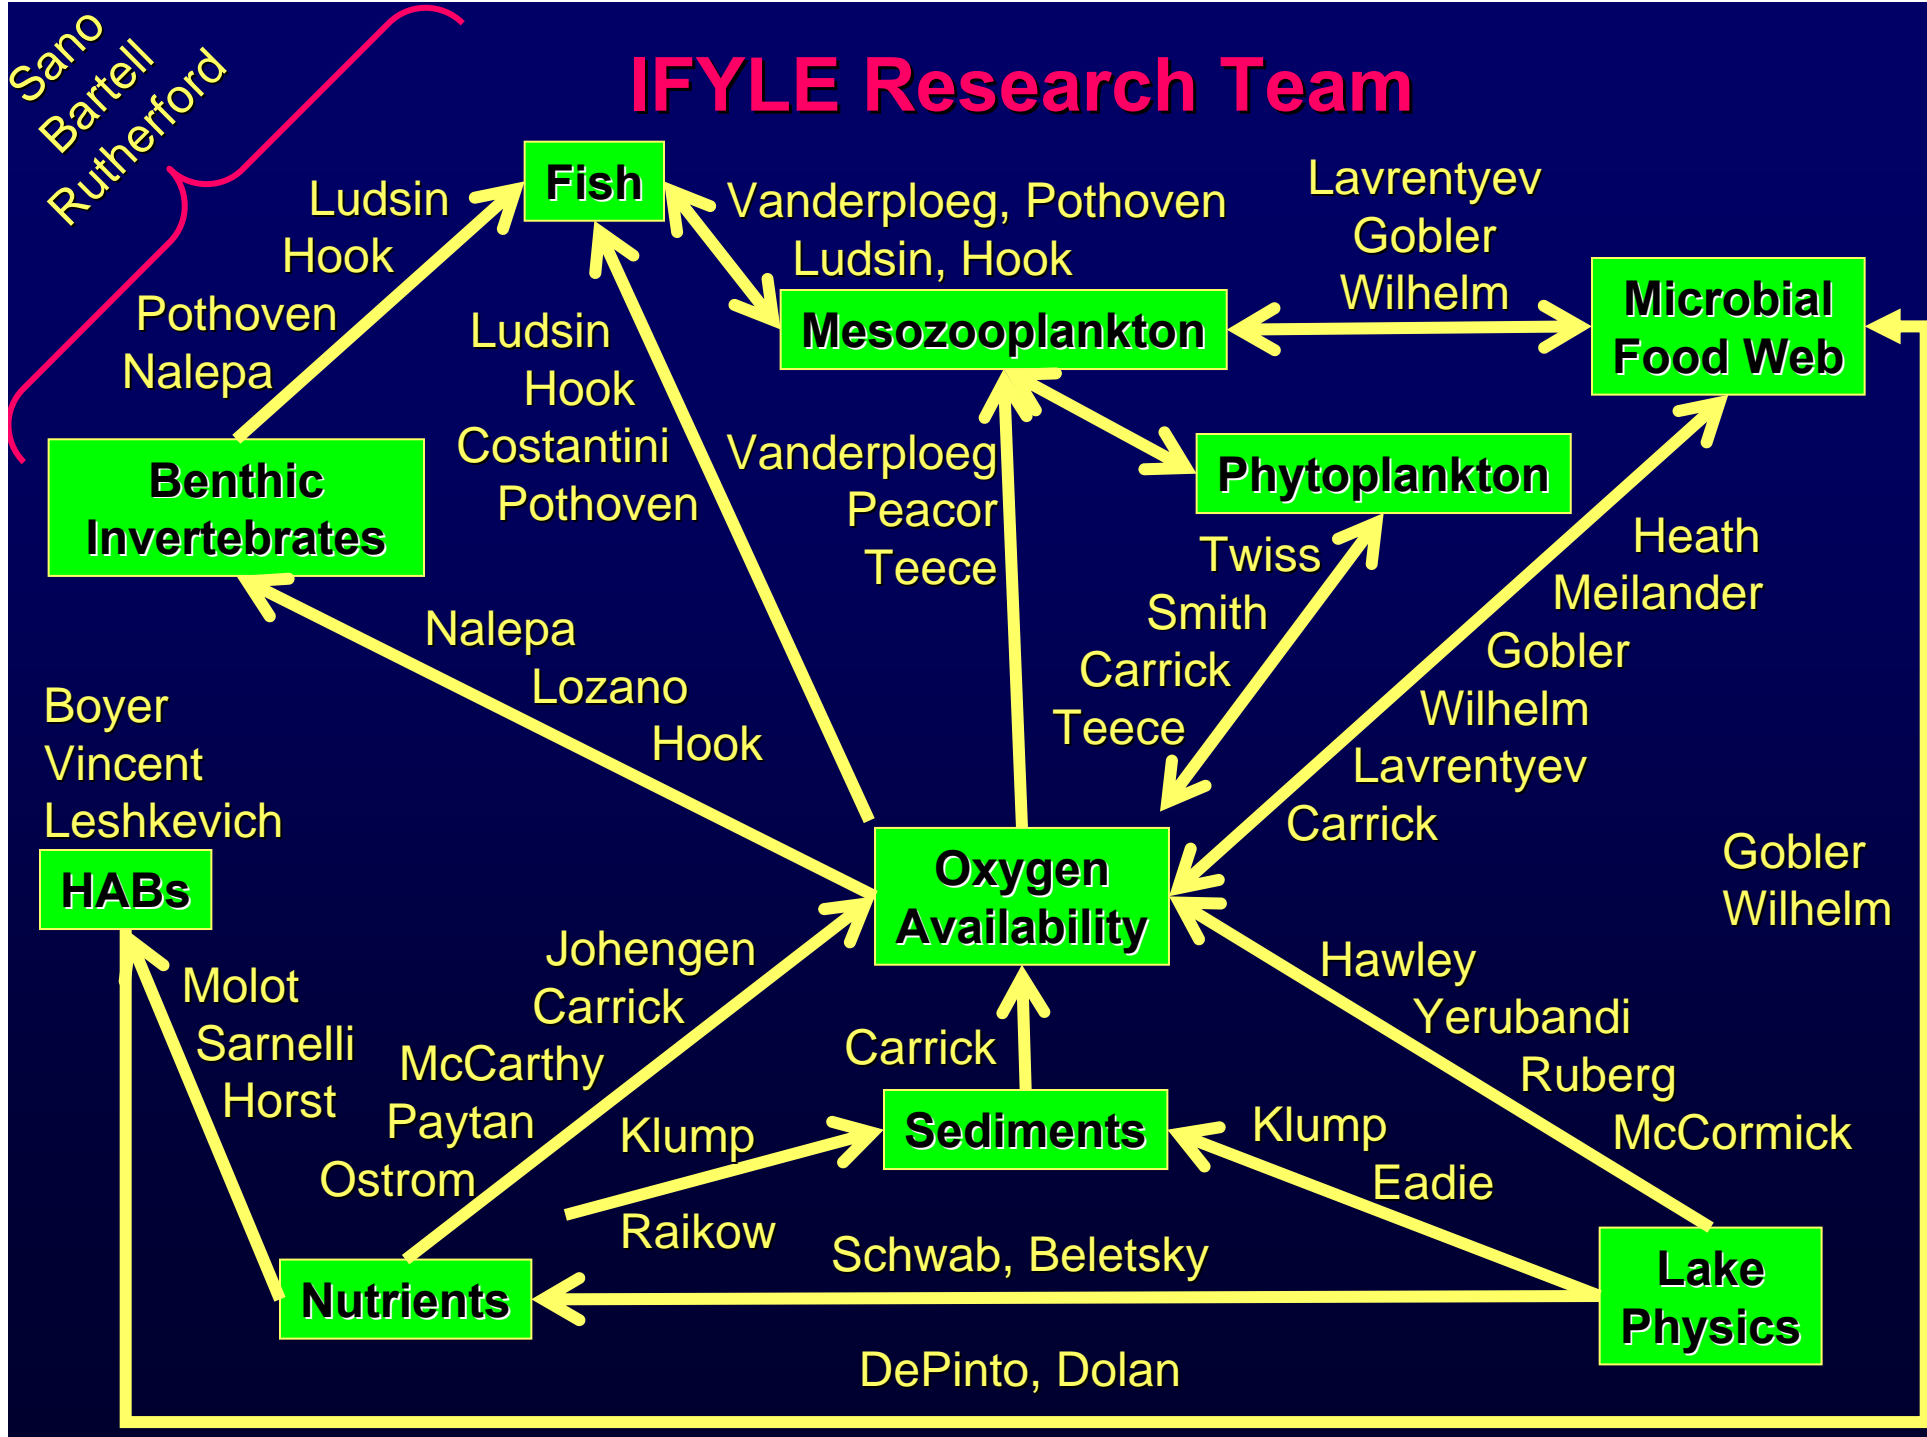 Sano
Bartell
Rutherford
IFYLE Research Team
Fish
Ludsin
Hook
Pothoven
Nalepa
Vanderploeg, Pothoven
Ludsin, Hook
Lavrentyev
Gobler
Wilhelm
Mesozooplankton
Microbial
Food Web
Ludsin
Hook
Costantini
Pothoven
Benthic
Invertebrates
Vanderploeg
Peacor
Teece
Phytoplankton
Twiss
Smith
Carrick
Teece
Heath
Meilander
Gobler
Wilhelm
Lavrentyev
Carrick
Nalepa
Lozano
Hook
Boyer
Vincent
Leshkevich
HABs
Oxygen
Availability
Gobler
Wilhelm
Molot
Sarnelli
Horst
Johengen
Carrick
McCarthy
Paytan
Ostrom
Carrick
Hawley
Yerubandi
Ruberg
McCormick
Klump
Raikow
Sediments
Klump
Eadie
Nutrients
Schwab, Beletsky
Lake
Physics
DePinto, Dolan